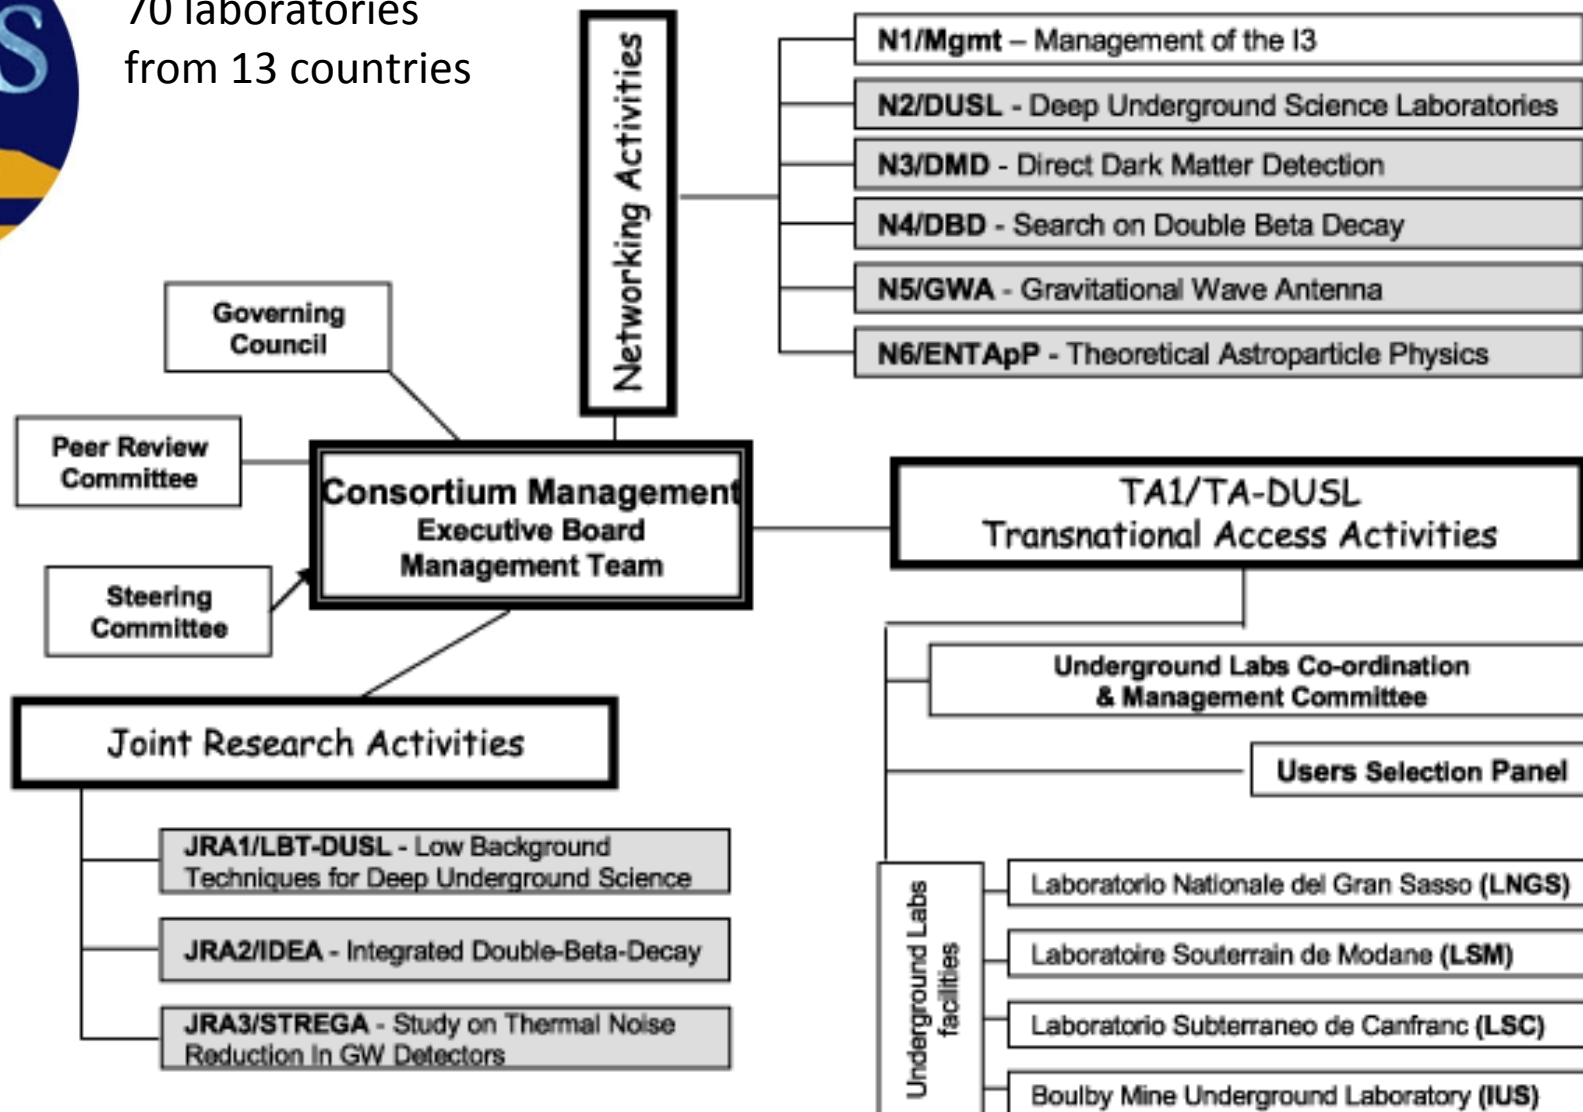 S
70 laboratories
from 13 countries
Networking Activities
N1/Mgmt – Management of the I3
N2/DUSL - Deep Underground Science Laboratories
N3/DMD - Direct Dark Matter Detection
N4/DBD - Search on Double Beta Decay
N5/GWA - Gravitational Wave Antenna
N6/ENTApP - Theoretical Astroparticle Physics
Governing
Council
Peer Review
Committee
Steering
Committee
Consortium Management
Executive Board
Management Team
TA1/TA-DUSL
Transnational Access Activities
Underground Labs Co-ordination
& Management Committee
Users Selection Panel
Joint Research Activities
JRA1/LBT-DUSL - Low Background
Techniques for Deep Underground Science
JRA2/IDEA - Integrated Double-Beta-Decay
JRA3/STREGA - Study on Thermal Noise
Reduction In GW Detectors
Underground Labs
facilities
Laboratorio Nationale del Gran Sasso (LNGS)
Laboratoire Souterrain de Modane (LSM)
Laboratorio Subterraneo de Canfranc (LSC)
Boulby Mine Underground Laboratory (IUS)